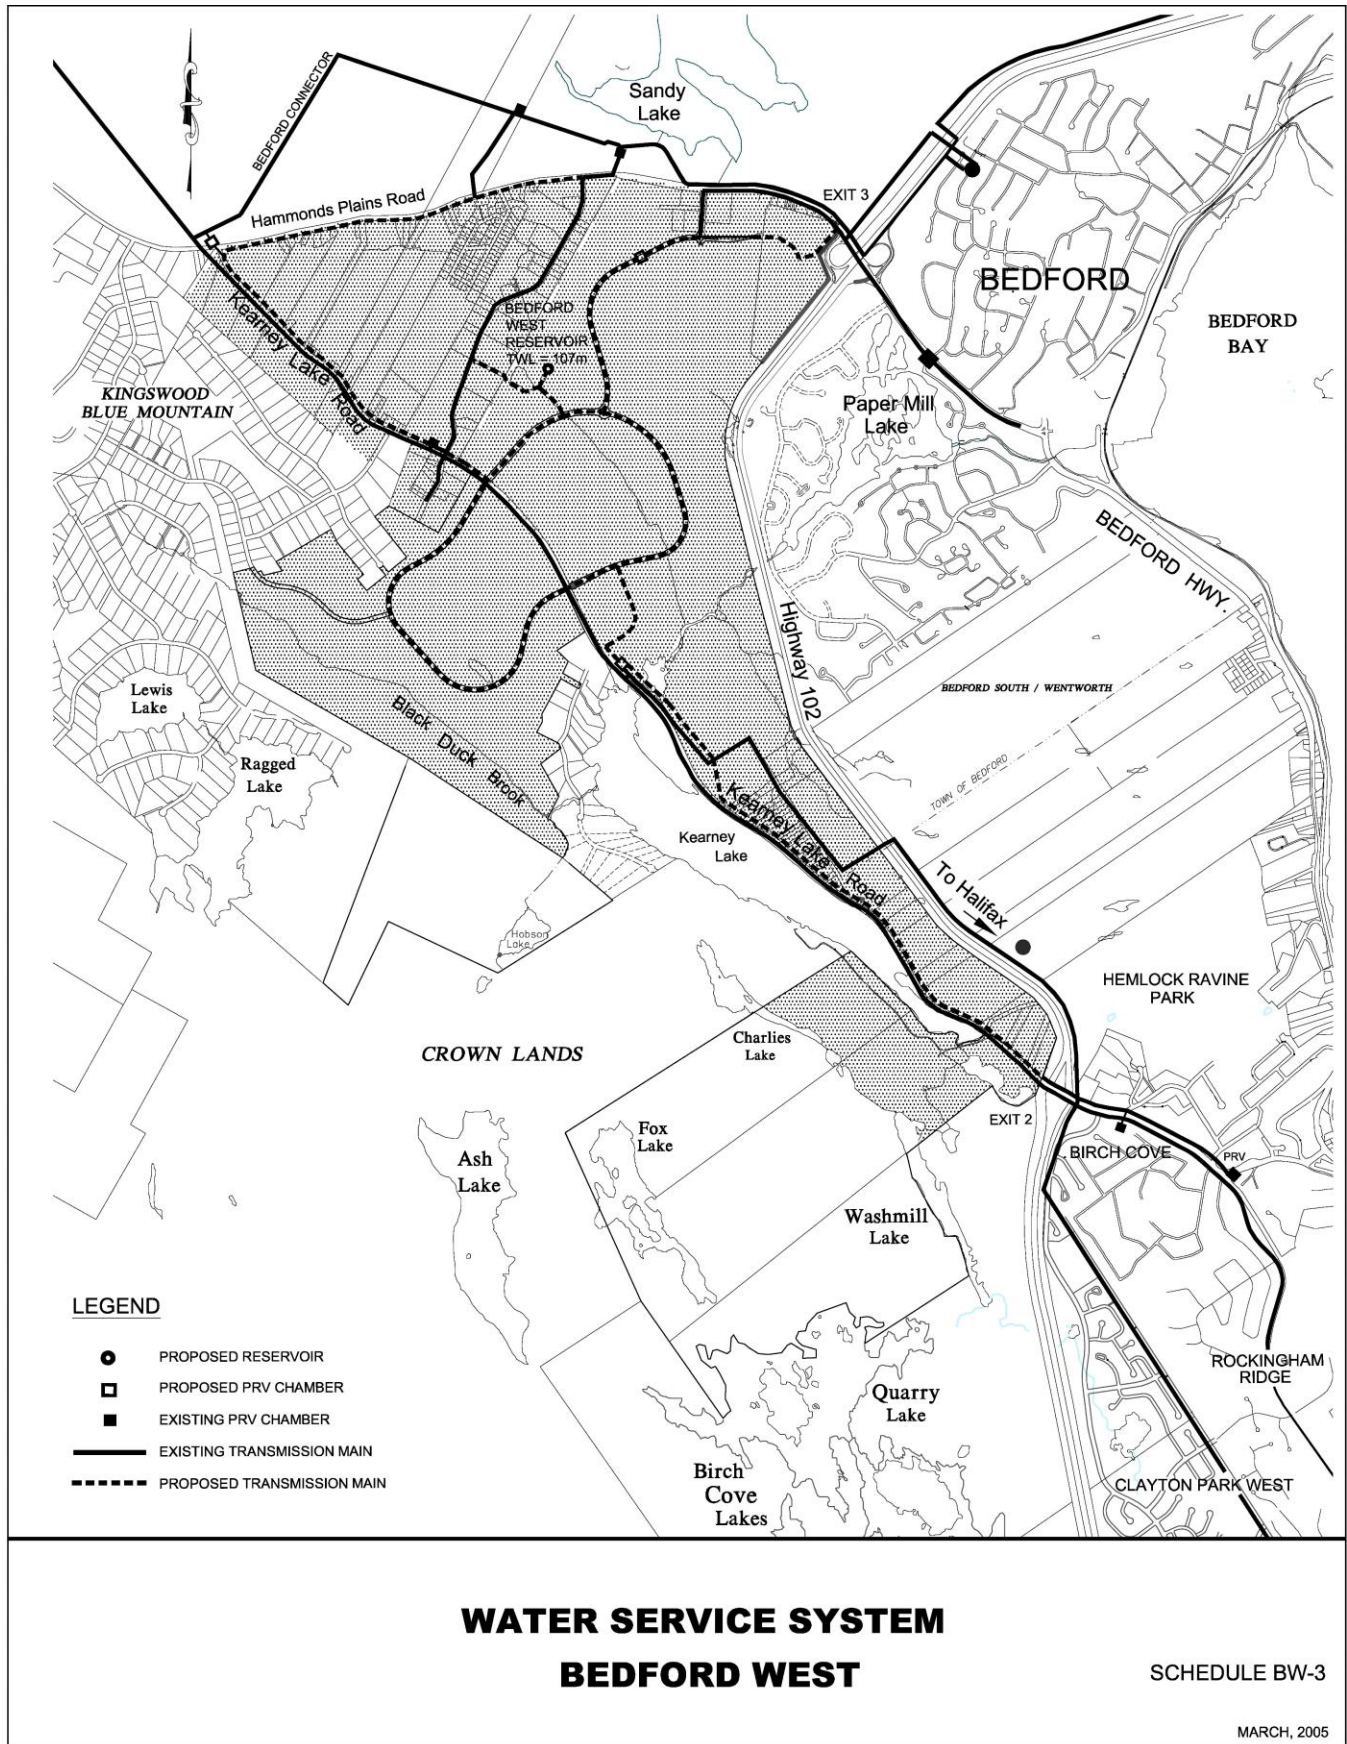 Sandy
Lake
BEDFORD CONNECTOR
EXIT 3
Hammonds Plains Road
BEDFORD
BEDFORD
BAY
Kearney Lake Road
BEDFORD
WEST
RESERVOIR
TWL = 107m
KINGSWOOD
BLUE MOUNTAIN
Paper Mill
Lake
BEDFORD HWY.
Highway 102
BEDFORD SOUTH / WENTWORTH
Lewis
Lake
Black Duck Brook
Ragged
Lake
TOWN OF BEDFORD
Kearney Lake Road
Kearney
Lake
To Halifax
Hobson
Lake
HEMLOCK RAVINE
PARK
CROWN LANDS
Charlies
Lake
EXIT 2
Fox
Lake
Ash
Lake
BIRCH COVE
PRV
Washmill
Lake
LEGEND
PROPOSED RESERVOIR
PROPOSED PRV CHAMBER
EXISTING PRV CHAMBER
EXISTING TRANSMISSION MAIN
PROPOSED TRANSMISSION MAIN
ROCKINGHAM
RIDGE
Quarry
Lake
Birch
Cove
Lakes
CLAYTON PARK WEST
WATER SERVICE SYSTEM
BEDFORD WEST
SCHEDULE BW-3
MARCH, 2005